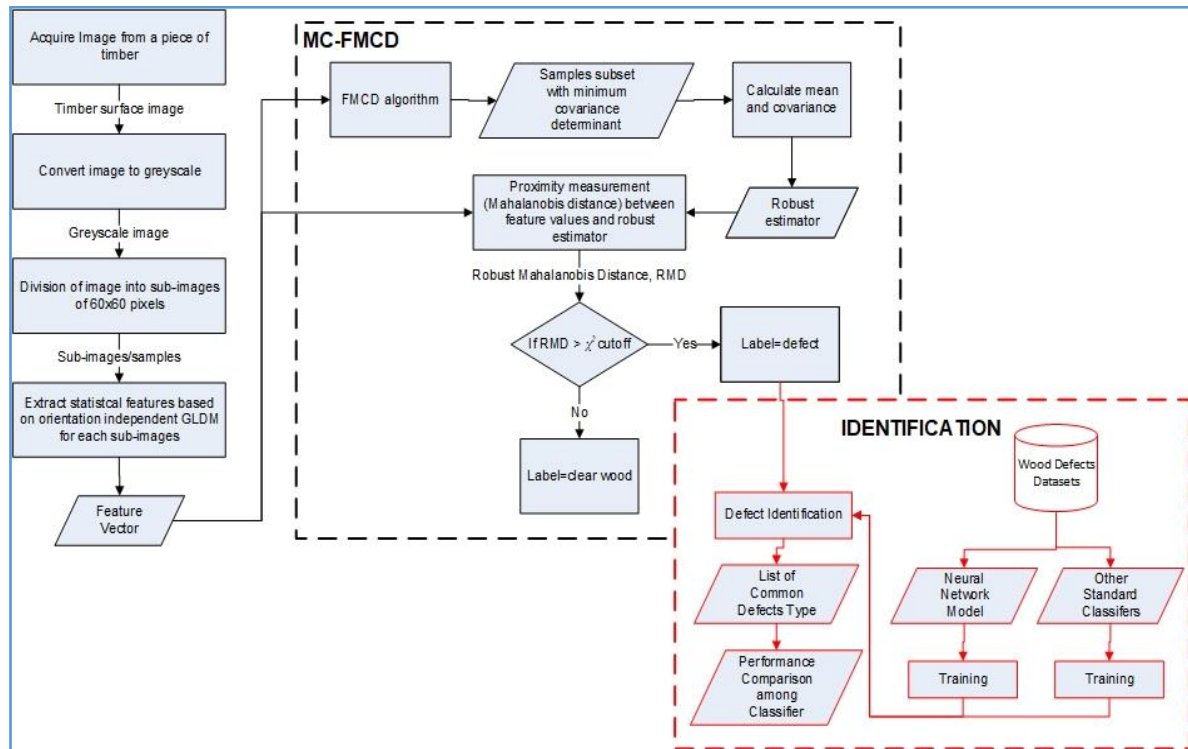 Acquire Image from a piece of
timber
Timber surface image
Convert image to greyscale
Greyscale image
Division of image into sub-images
of 60x60 pixels
Sub-images/samples
Extract statistcal features based
on orientation independent GLDM
for each sub-images
Feature
Vector
MC-FMCD
FMCD algorithm
Samples subset
with minimum
covariance
determinant
Calculate mean
and covariance
Robust
estimator
Proximity measurement
(Mahalanobis distance) between
feature values and robust
estimator
Robust Mahalanobis Distance, RMD
If RMD > χ² cutoff
Yes
Label=defect
No
Label=clear wood
IDENTIFICATION
Wood Defects
Datasets
Defect Identification
List of
Common
Defects Type
Performance
Comparison
among
Classifier
Neural
Network
Model
Training
Other
Standard
Classifers
Training